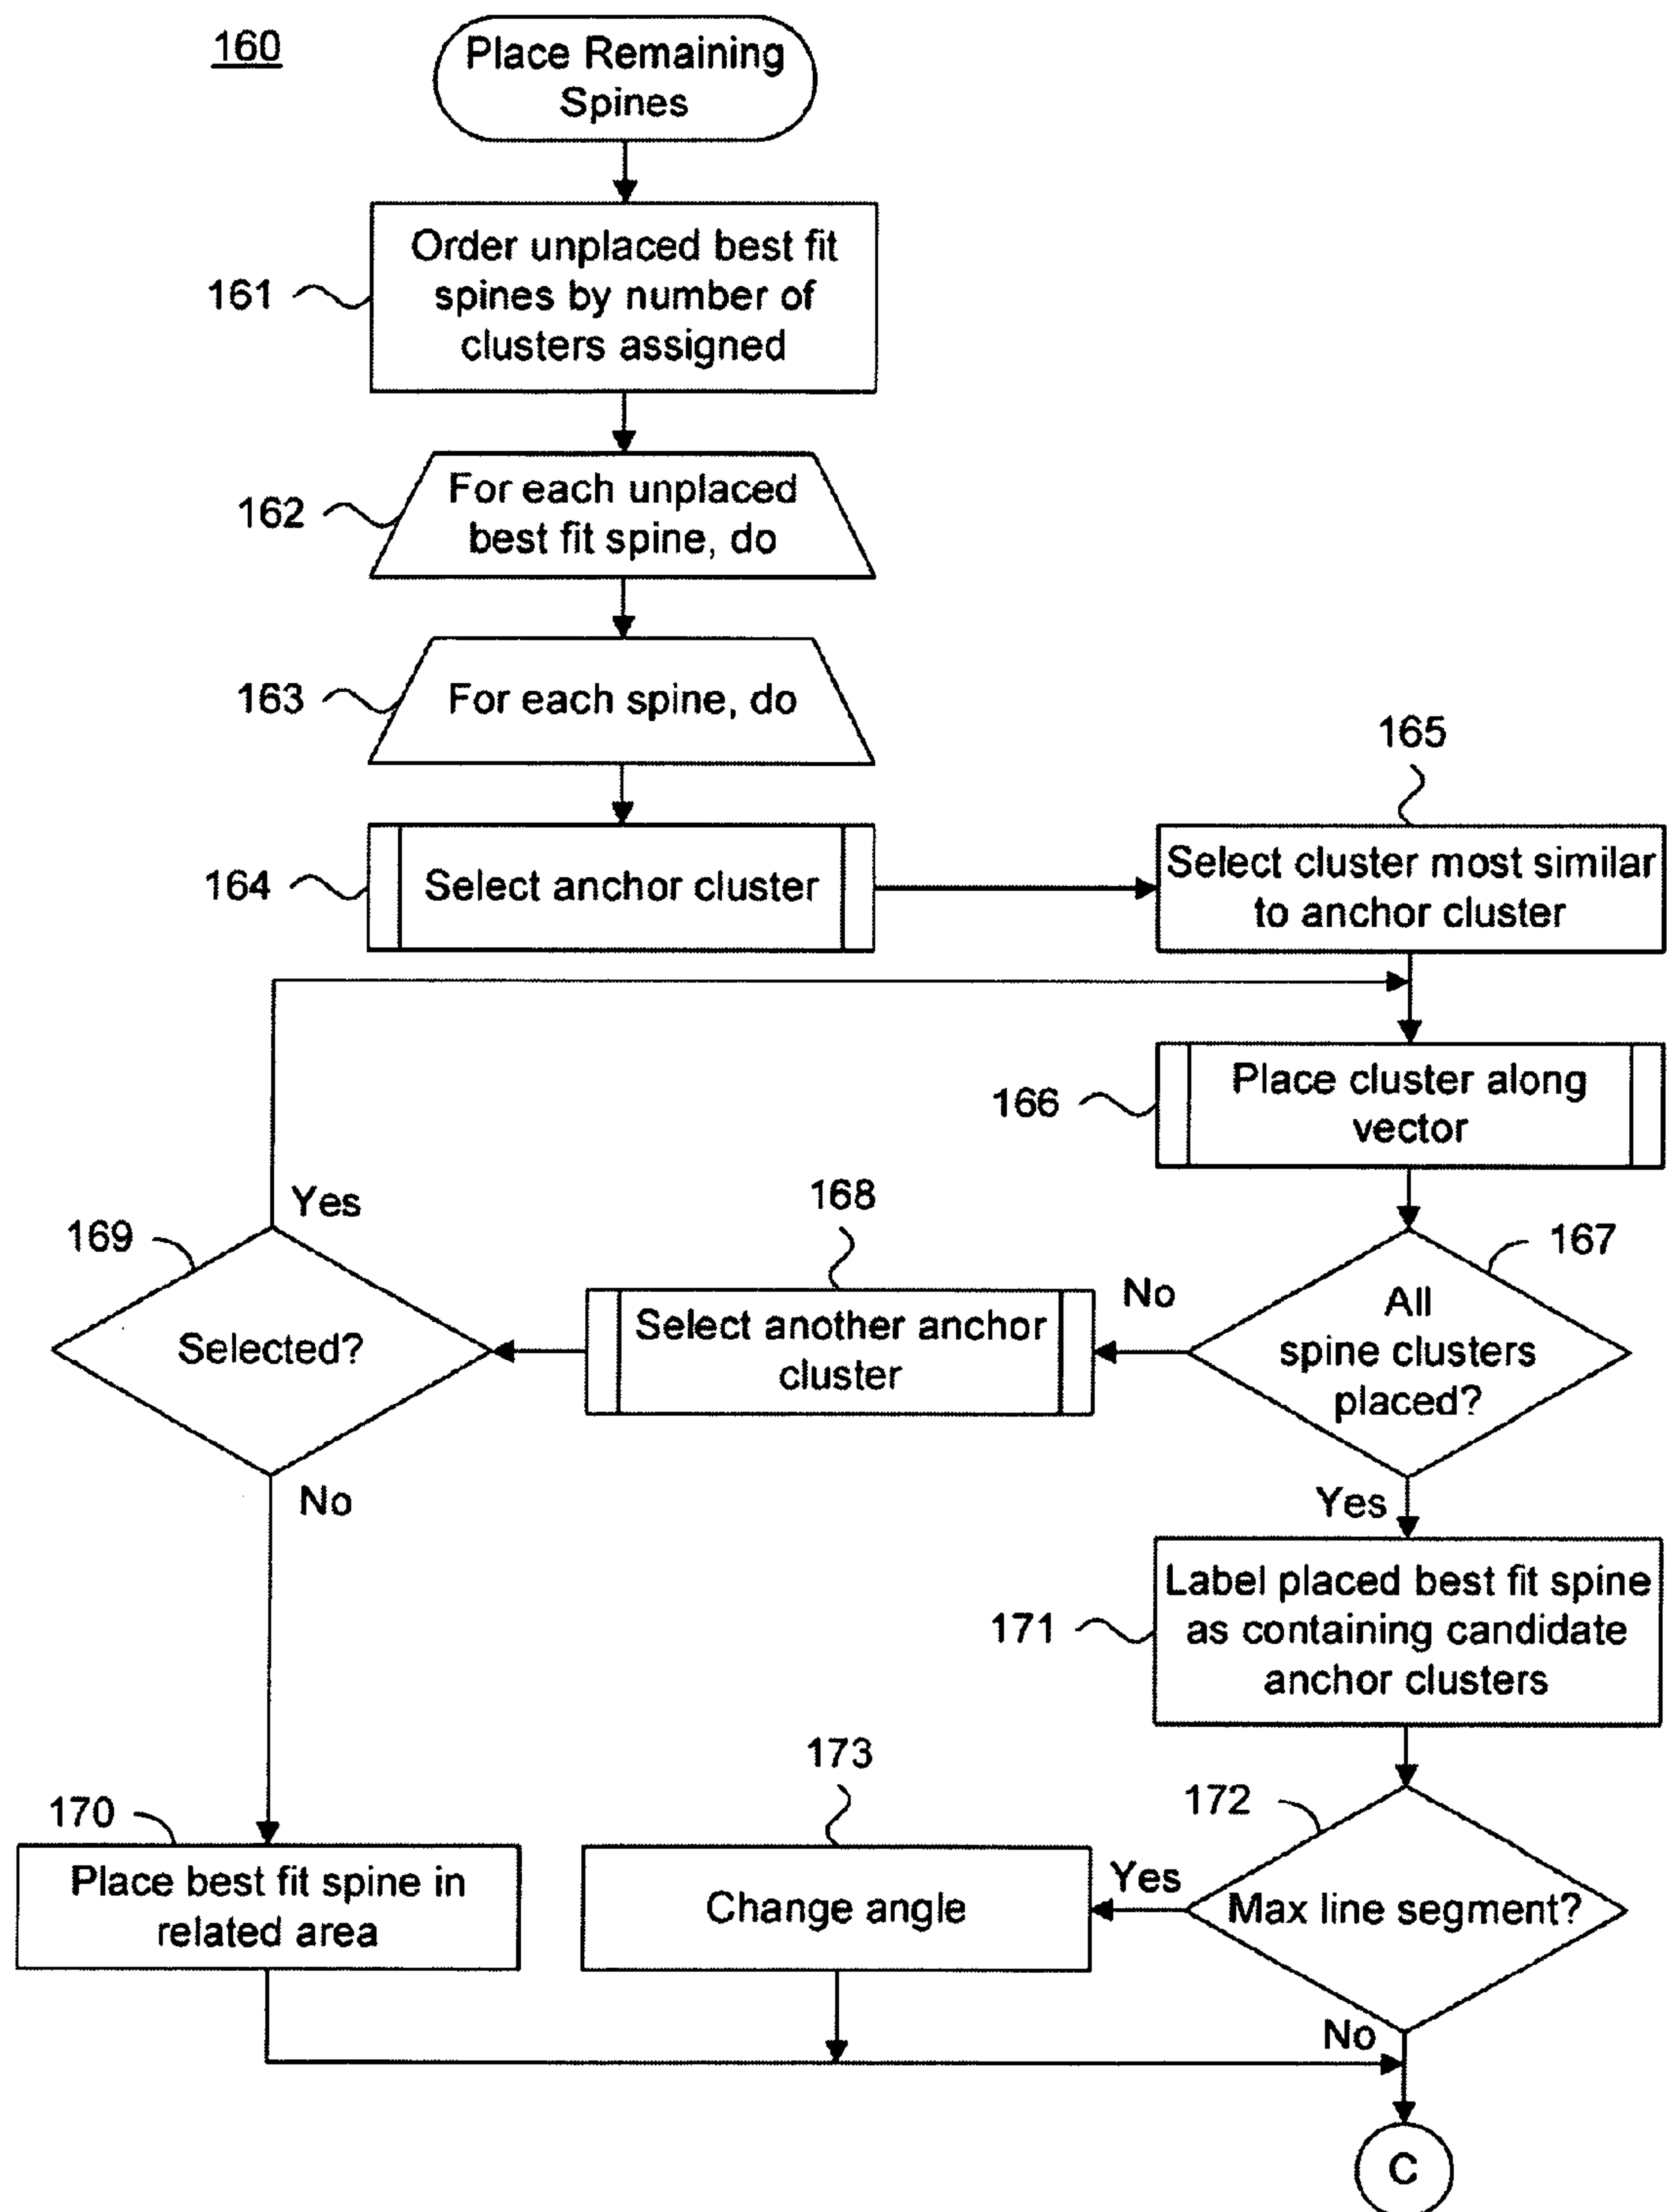 160
Place Remaining
Spines
161
Order unplaced best fit
spines by number of
clusters assigned
162
For each unplaced
best fit spine, do
163
For each spine, do
164
Select anchor cluster
165
Select cluster most similar
to anchor cluster
166
Place cluster along
vector
167
All
spine clusters
placed?
No
168
Select another anchor
cluster
169
Selected?
Yes
No
170
Place best fit spine in
related area
Yes
171
Label placed best fit spine
as containing candidate
anchor clusters
172
Max line segment?
Yes
173
Change angle
No
C